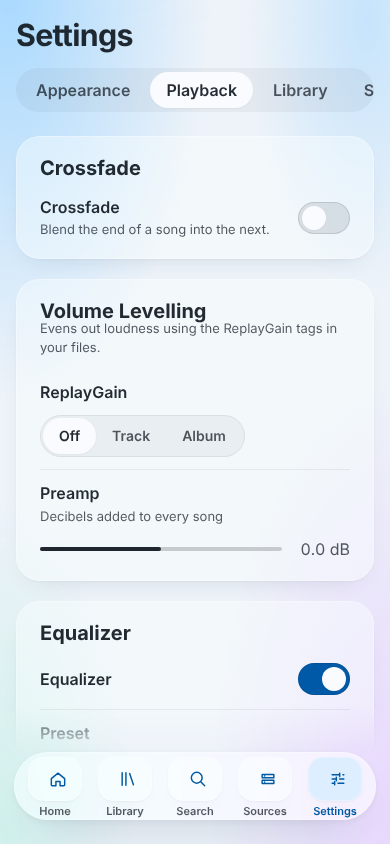 Settings
Appearance Playback Library S
Crossfade
Crossfade
Blend the end of a song into the next.
Volume Levelling
Evens out loudness using the ReplayGain tags in
your files.
ReplayGain
Off Track Album
Preamp
Decibels added to every song
0.0 dB
Equalizer
Equalizer
Preset
Home Library Search Sources Settings